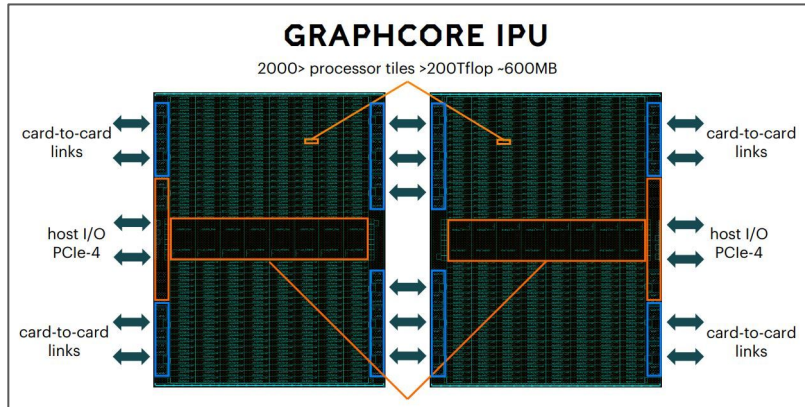 GRAPHCORE IPU
2000> processor tiles >200Tflop ~600MB
card-to-card
links
host I/O
PCIe-4
card-to-card
links
card-to-card
links
host I/O
PCIe-4
card-to-card
links